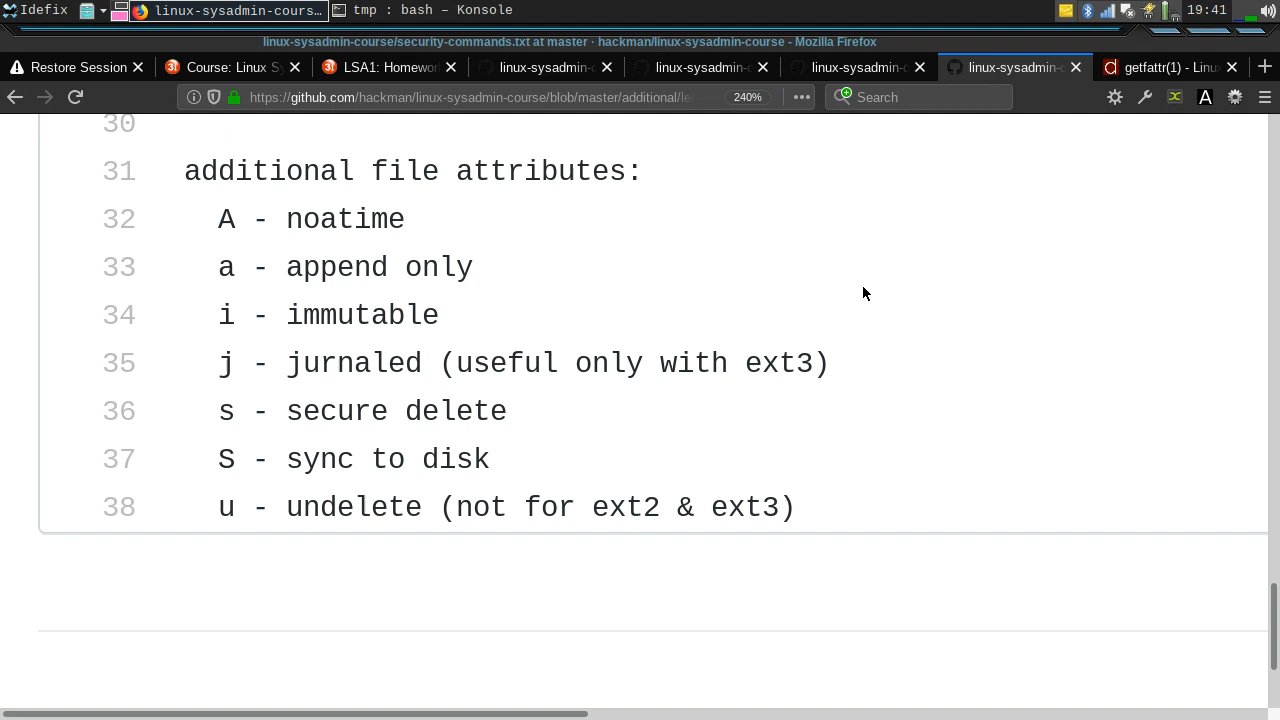 Idefix
linux-sysadmin-cours…
tmp : bash – Konsole
19:41
linux-sysadmin-course/security-commands.txt at master · hackman/linux-sysadmin-course - Mozilla Firefox
Restore Session
Course: Linux Sy
LSA1: Homewor
linux-sysadmin-c
linux-sysadmin-c
linux-sysadmin-c
linux-sysadmin-c
getfattr(1) - Linu
https://github.com/hackman/linux-sysadmin-course/blob/master/additional/le
240%
Search
A
30
31 additional file attributes:
32 A - noatime
33 a - append only
34 i - immutable
35 j - jurnaled (useful only with ext3)
36 s - secure delete
37 S - sync to disk
38 u - undelete (not for ext2 & ext3)